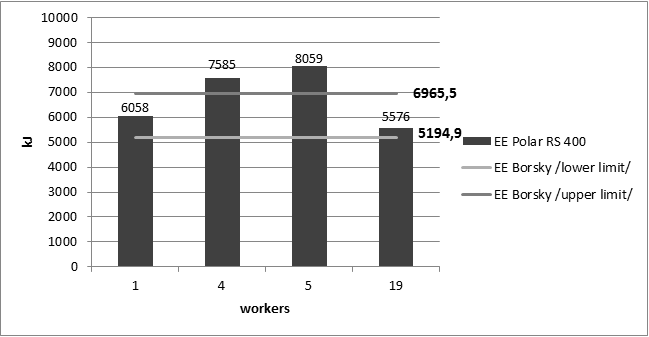 10000
9000
8000
7000
6000
5000
4000
3000
2000
1000
0
kJ
6058
7585
8059
5576
6965,5
5194,9
1 4 5 19
workers
EE Polar RS 400
EE Borsky /lower limit/
EE Borsky /upper limit/